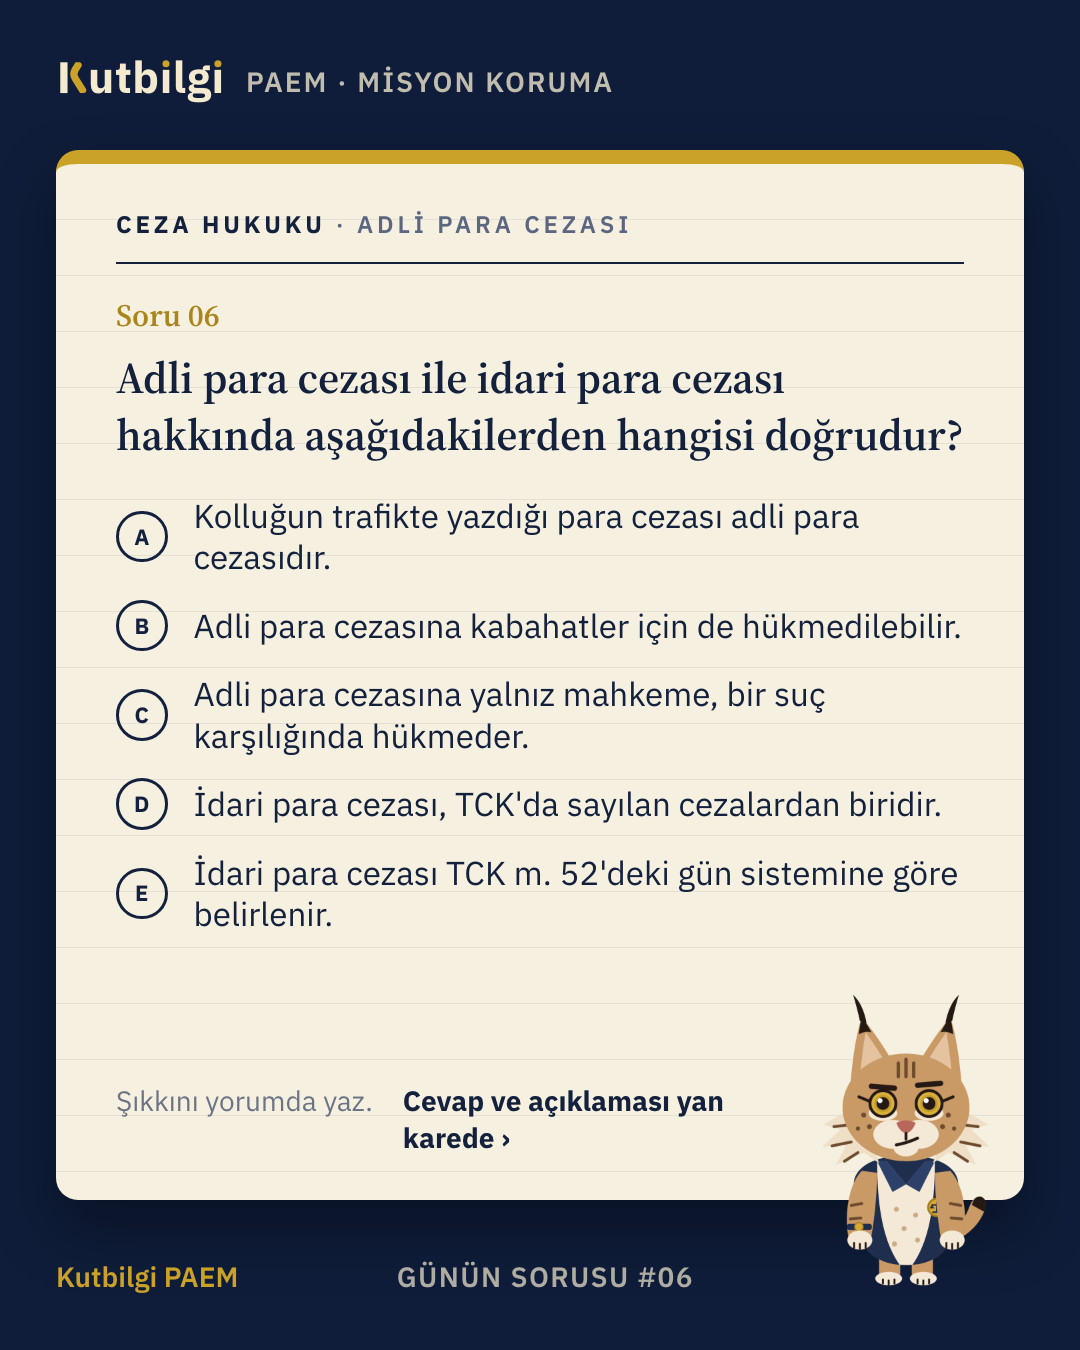 Kutbilgi PAEM · MİSYON KORUMA
CEZA HUKUKU · ADLİ PARA CEZASI
Soru 06
Adli para cezası ile idari para cezası
hakkında aşağıdakilerden hangisi doğrudur?
A Kolluğun trafikte yazdığı para cezası adli para
cezasıdır.
B Adli para cezasına kabahatler için de hükmedilebilir.
C Adli para cezasına yalnız mahkeme, bir suç
karşılığında hükmeder.
D İdari para cezası, TCK'da sayılan cezalardan biridir.
E İdari para cezası TCK m. 52'deki gün sistemine göre
belirlenir.
Şıkkını yorumda yaz. Cevap ve açıklaması yan
karede ›
Kutbilgi PAEM GÜNÜN SORUSU #06